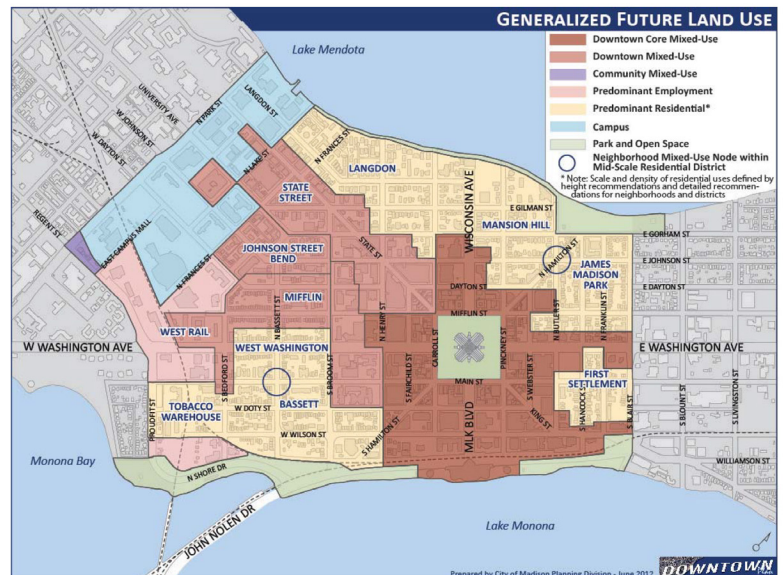 GENERALIZED FUTURE LAND USE
Downtown Core Mixed-Use
Downtown Mixed-Use
Community Mixed-Use
Predominant Employment
Predominant Residential*
Campus
Park and Open Space
Neighborhood Mixed-Use Node within
Mid-Scale Residential District
* Note: Scale and density of residential uses defined by
height recommendations and detailed recommen-
dations for neighborhoods and districts
Lake Mendota
UNIVERSITY AVE
W JOHNSON ST
W DAYTON ST
N PARK ST
LANGDON ST
N FRANCES ST
LANGDON
N LAKE ST
STATE
STREET
WISCONSIN AVE
E GILMAN ST
MANSION HILL
E GORHAM ST
REGENT ST
EAST CAMPUS MALL
STATE ST
JOHNSON STREET
BEND
N HAMILTON ST
JAMES
MADISON
PARK
E JOHNSON ST
N FRANCES ST
DAYTON ST
E DAYTON ST
MIFFLIN
N BASSETT ST
MIFFLIN ST
N HENRY ST
N BUTLER ST
N FRANKLIN ST
WEST RAIL
W WASHINGTON AVE
WEST WASHINGTON
CARROLL ST
PINCKNEY ST
E WASHINGTON AVE
S BEDFORD ST
S BROOM ST
S FAIRCHILD ST
MAIN ST
S WEBSTER ST
FIRST
SETTLEMENT
PROUDFIT ST
TOBACCO
WAREHOUSE
W DOTY ST
BASSETT
MLK BLVD
KING ST
S HANCOCK ST
S BLAIR ST
S BLOUNT ST
S LIVINGSTON ST
W WILSON ST
S HAMILTON ST
Monona Bay
N SHORE DR
WILLIAMSON ST
JOHN NOLEN DR
Lake Monona
Prepared by City of Madison Planning Division - June 2012
DOWNTOWN